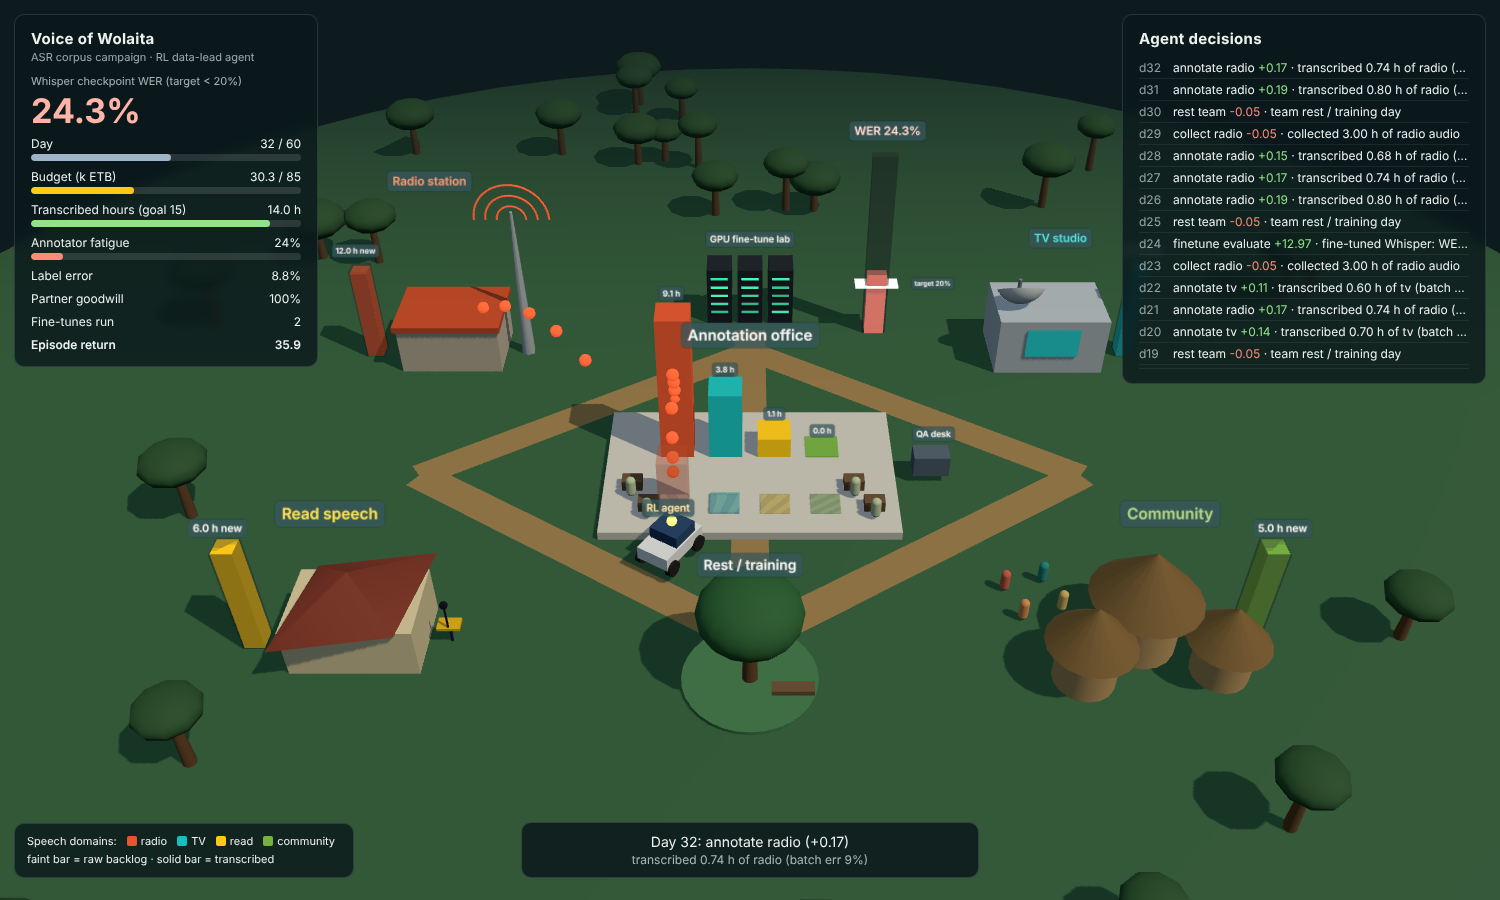 Voice of Wolaita
ASR corpus campaign · RL data-lead agent
Whisper checkpoint WER (target < 20%)
24.3%
Day 32 / 60
Budget (k ETB) 30.3 / 85
Transcribed hours (goal 15) 14.0 h
Annotator fatigue 24%
Label error 8.8%
Partner goodwill 100%
Fine-tunes run 2
Episode return 35.9
Agent decisions
d32 annotate radio +0.17 · transcribed 0.74 h of radio (...
d31 annotate radio +0.19 · transcribed 0.80 h of radio (...
d30 rest team -0.05 · team rest / training day
d29 collect radio -0.05 · collected 3.00 h of radio audio
d28 annotate radio +0.15 · transcribed 0.68 h of radio (...
d27 annotate radio +0.17 · transcribed 0.74 h of radio (...
d26 annotate radio +0.19 · transcribed 0.80 h of radio (...
d25 rest team -0.05 · team rest / training day
d24 finetune evaluate +12.97 · fine-tuned Whisper: WE...
d23 collect radio -0.05 · collected 3.00 h of radio audio
d22 annotate tv +0.11 · transcribed 0.60 h of tv (batch ...
d21 annotate radio +0.17 · transcribed 0.74 h of radio (...
d20 annotate tv +0.14 · transcribed 0.70 h of tv (batch ...
d19 rest team -0.05 · team rest / training day
WER 24.3%
Radio station
12.0 h new
GPU fine-tune lab
TV studio
target 20%
9.1 h
Annotation office
3.8 h
1.1 h
0.0 h
QA desk
RL agent
Read speech
6.0 h new
Community
5.0 h new
Rest / training
Speech domains: radio TV read community
faint bar = raw backlog · solid bar = transcribed
Day 32: annotate radio (+0.17)
transcribed 0.74 h of radio (batch err 9%)